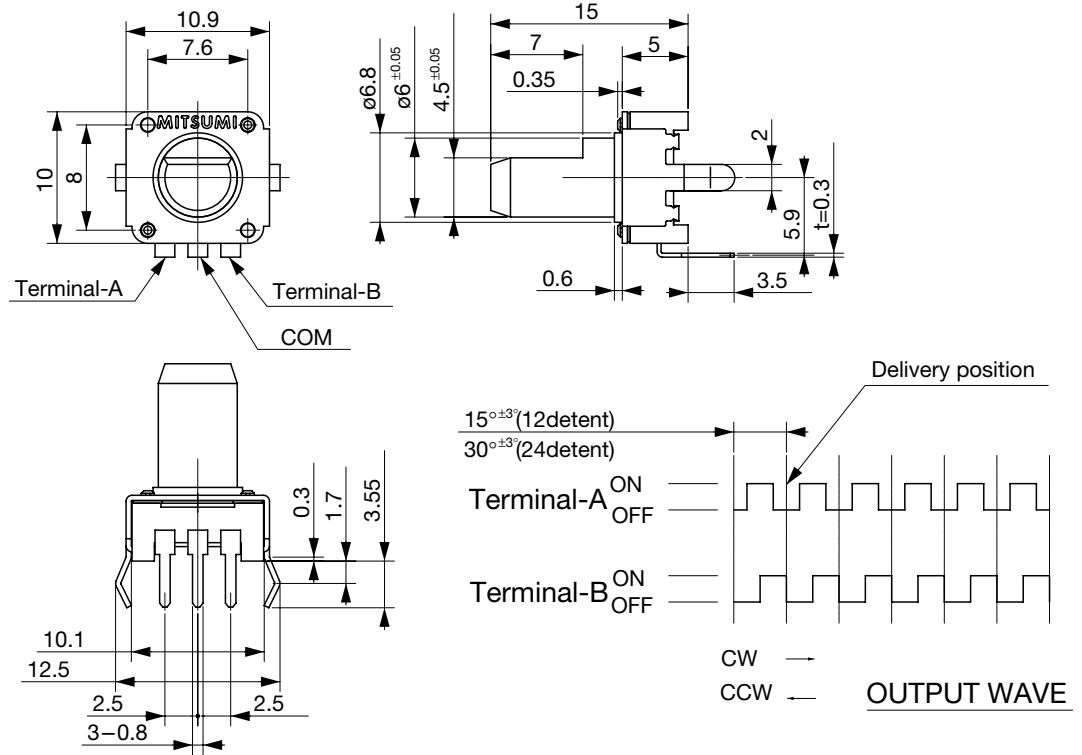 10.9
7.6
MITSUMI
10
8
Terminal-A
Terminal-B
COM
15
7
5
0.35
ø6.8
ø6 ±0.05
4.5 ±0.05
2
5.9
t=0.3
0.6
3.5
0.3
1.7
3.55
10.1
12.5
2.5
2.5
3−0.8
Delivery position
15°±3°(12detent)
30°±3°(24detent)
Terminal-A ON
OFF
Terminal-B ON
OFF
CW
CCW
OUTPUT WAVE